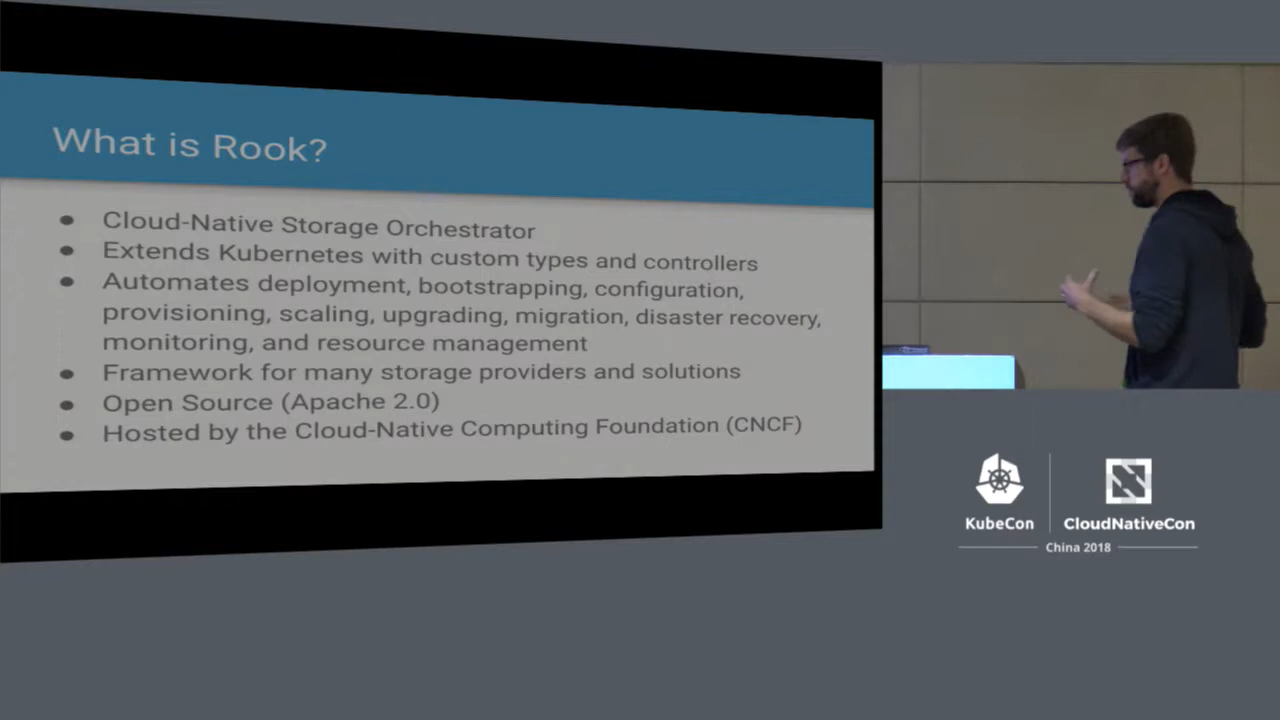 What is Rook?
Cloud-Native Storage Orchestrator
Extends Kubernetes with custom types and controllers
Automates deployment, bootstrapping, configuration,
provisioning, scaling, upgrading, migration, disaster recovery,
monitoring, and resource management
Framework for many storage providers and solutions
Open Source (Apache 2.0)
Hosted by the Cloud-Native Computing Foundation (CNCF)
KubeCon
CloudNativeCon
China 2018